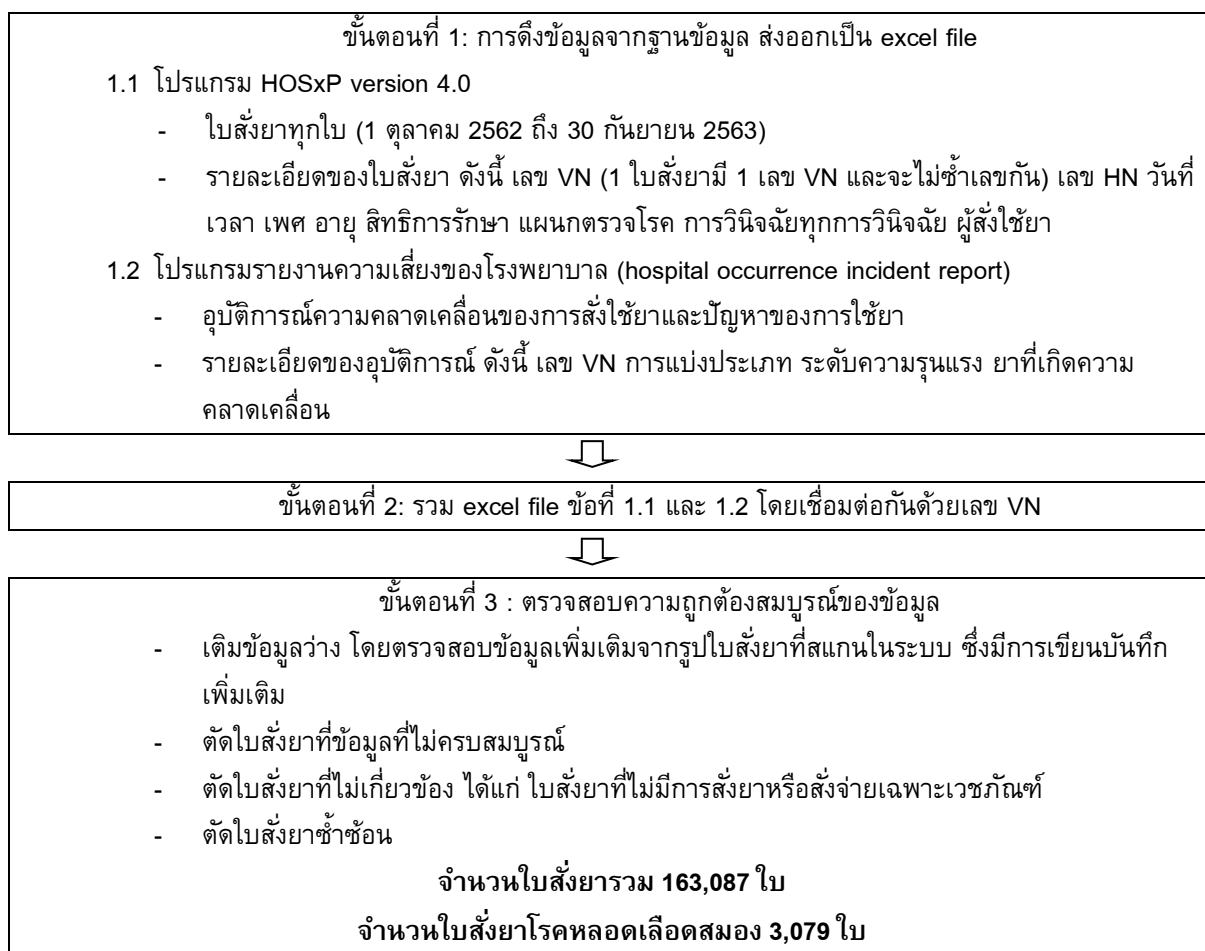 ขั้นตอนที่ 1: การดึงข้อมูลจากฐานข้อมูล ส่งออกเป็น excel file
1.1 โปรแกรม HOSxP version 4.0
- ใบสั่งยาทุกใบ (1 ตุลาคม 2562 ถึง 30 กันยายน 2563)
- รายละเอียดของใบสั่งยา ดังนี้ เลข VN (1 ใบสั่งยามี 1 เลข VN และจะไม่ซ้ำเลขกัน) เลข HN วันที่
เวลา เพศ อายุ สิทธิการรักษา แผนกตรวจโรค การวินิจฉัยทุกการวินิจฉัย ผู้สั่งใช้ยา
1.2 โปรแกรมรายงานความเสี่ยงของโรงพยาบาล (hospital occurrence incident report)
- อุบัติการณ์ความคลาดเคลื่อนของการสั่งใช้ยาและปัญหาของการใช้ยา
- รายละเอียดของอุบัติการณ์ ดังนี้ เลข VN การแบ่งประเภท ระดับความรุนแรง ยาที่เกิดความ
คลาดเคลื่อน
ขั้นตอนที่ 2: รวม excel file ข้อที่ 1.1 และ 1.2 โดยเชื่อมต่อกันด้วยเลข VN
ขั้นตอนที่ 3 : ตรวจสอบความถูกต้องสมบูรณ์ของข้อมูล
- เติมข้อมูลว่าง โดยตรวจสอบข้อมูลเพิ่มเติมจากรูปใบสั่งยาที่สแกนในระบบ ซึ่งมีการเขียนบันทึก
เพิ่มเติม
- ตัดใบสั่งยาที่ข้อมูลที่ไม่ครบสมบูรณ์
- ตัดใบสั่งยาที่ไม่เกี่ยวข้อง ได้แก่ ใบสั่งยาที่ไม่มีการสั่งยาหรือสั่งจ่ายเฉพาะเวชภัณฑ์
- ตัดใบสั่งยาซ้ำซ้อน
จำนวนใบสั่งยารวม 163,087 ใบ
จำนวนใบสั่งยาโรคหลอดเลือดสมอง 3,079 ใบ